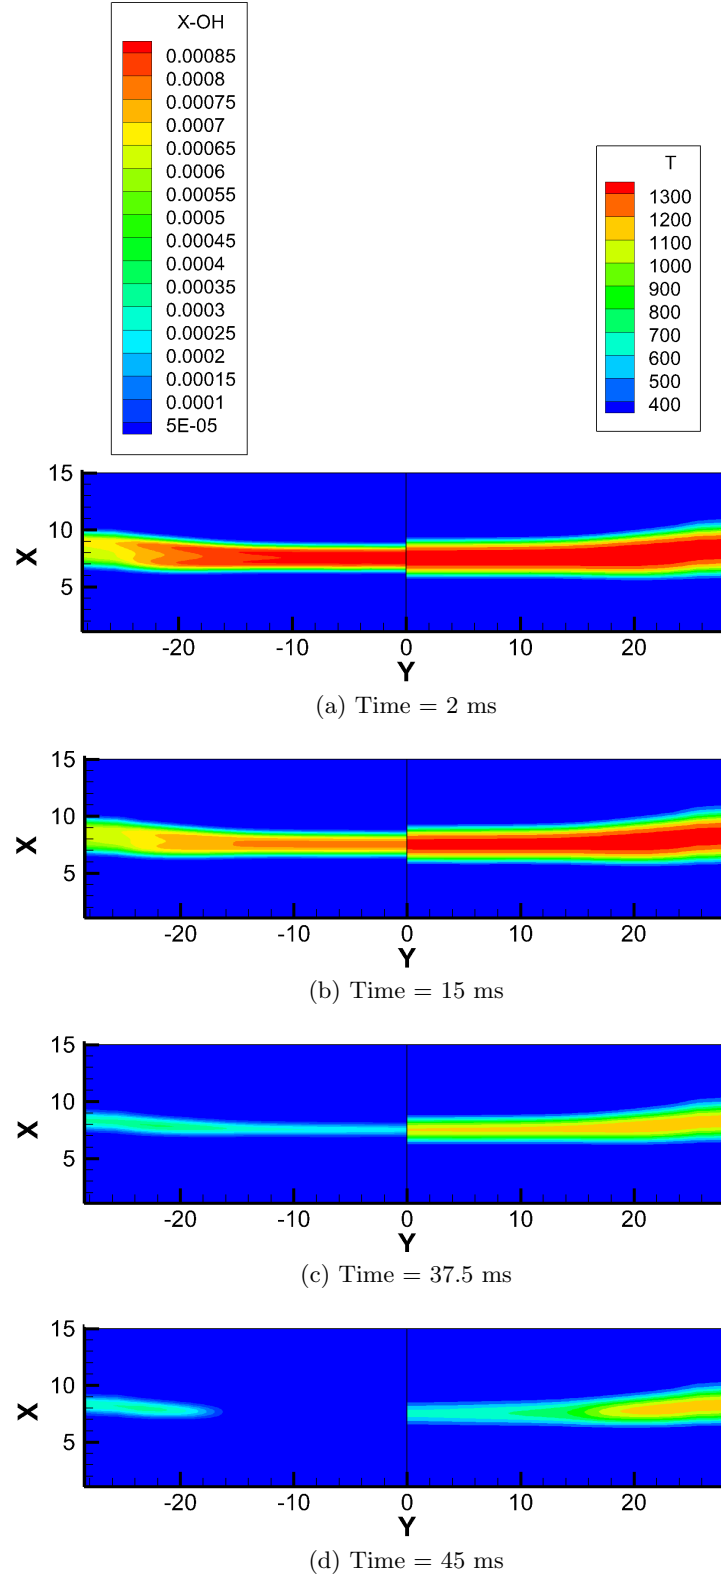 X-OH
0.00085
0.0008
0.00075
0.0007
0.00065
0.0006
0.00055
0.0005
0.00045
0.0004
0.00035
0.0003
0.00025
0.0002
0.00015
0.0001
5E-05
T
1300
1200
1100
1000
900
800
700
600
500
400
15
10
5
X
-20 -10 0 10 20
Y
(a) Time = 2 ms
15
10
5
X
-20 -10 0 10 20
Y
(b) Time = 15 ms
15
10
5
X
-20 -10 0 10 20
Y
(c) Time = 37.5 ms
15
10
5
X
-20 -10 0 10 20
Y
(d) Time = 45 ms